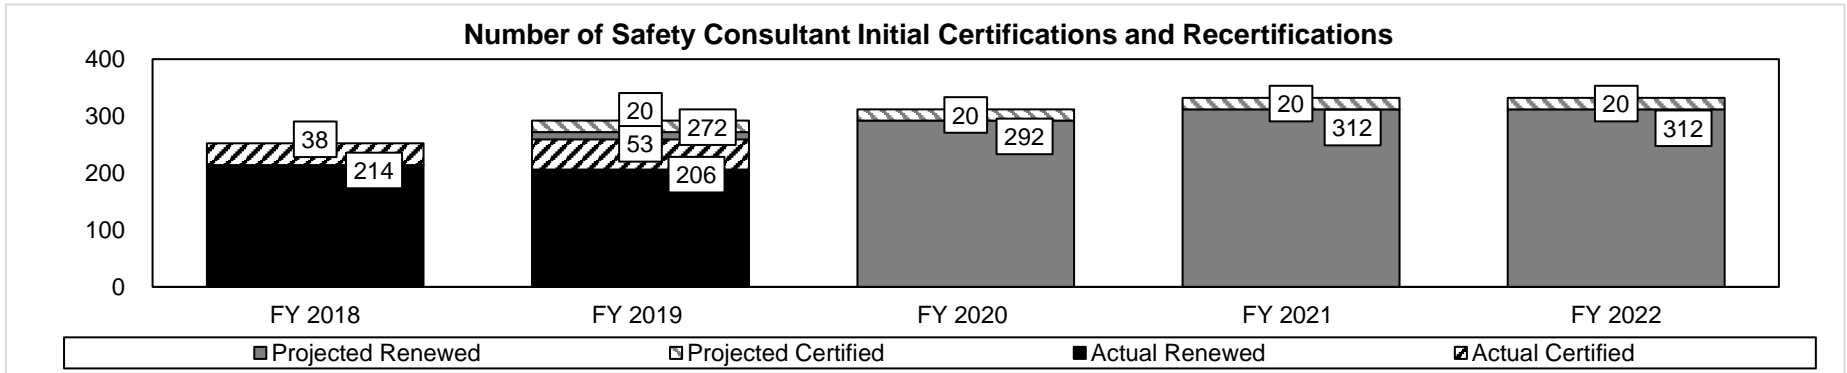 Number of Safety Consultant Initial Certifications and Recertifications
400
300
200
100
0
38
214
20
272
53
206
20
292
20
312
20
312
FY 2018
FY 2019
FY 2020
FY 2021
FY 2022
Projected Renewed
Projected Certified
Actual Renewed
Actual Certified